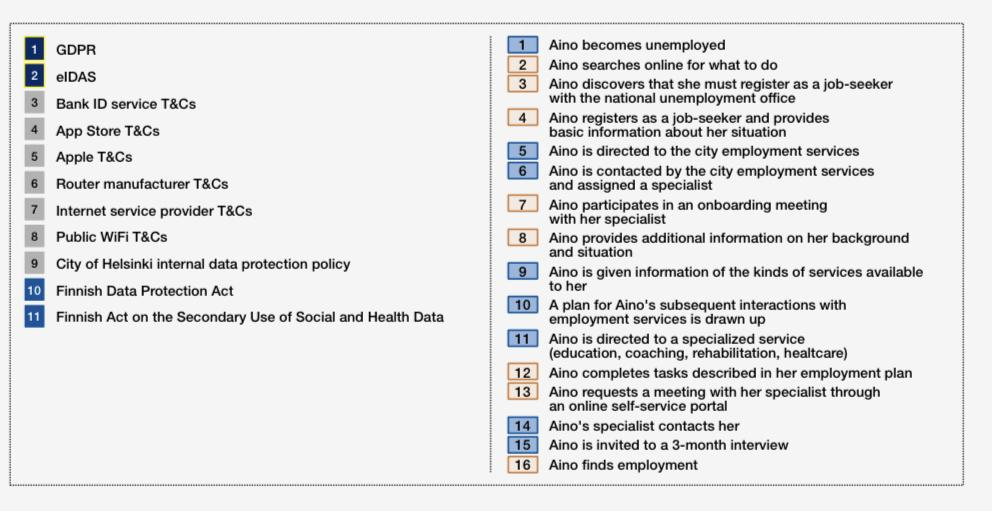 1 GDPR
2 eIDAS
3 Bank ID service T&Cs
4 App Store T&Cs
5 Apple T&Cs
6 Router manufacturer T&Cs
7 Internet service provider T&Cs
8 Public WiFi T&Cs
9 City of Helsinki internal data protection policy
10 Finnish Data Protection Act
11 Finnish Act on the Secondary Use of Social and Health Data
1 Aino becomes unemployed
2 Aino searches online for what to do
3 Aino discovers that she must register as a job-seeker
with the national unemployment office
4 Aino registers as a job-seeker and provides
basic information about her situation
5 Aino is directed to the city employment services
6 Aino is contacted by the city employment services
and assigned a specialist
7 Aino participates in an onboarding meeting
with her specialist
8 Aino provides additional information on her background
and situation
9 Aino is given information of the kinds of services available
to her
10 A plan for Aino's subsequent interactions with
employment services is drawn up
11 Aino is directed to a specialized service
(education, coaching, rehabilitation, healtcare)
12 Aino completes tasks described in her employment plan
13 Aino requests a meeting with her specialist through
an online self-service portal
14 Aino's specialist contacts her
15 Aino is invited to a 3-month interview
16 Aino finds employment